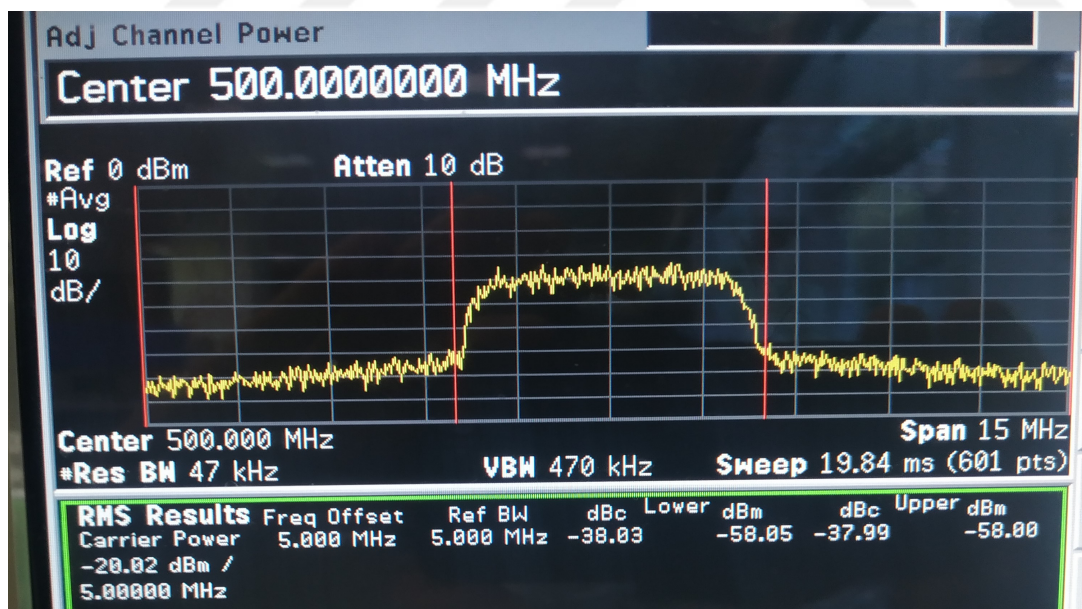 Adj Channel Power
Center 500.0000000 MHz
Ref 0 dBm Atten 10 dB
#Avg
Log
10
dB/
Center 500.000 MHz Span 15 MHz
#Res BW 47 kHz VBW 470 kHz Sweep 19.84 ms (601 pts)
RMS Results Freq Offset Ref BW dBc Lower dBm dBc Upper dBm
Carrier Power 5.000 MHz 5.000 MHz -38.03 -58.05 -37.99 -58.00
-20.02 dBm /
5.00000 MHz